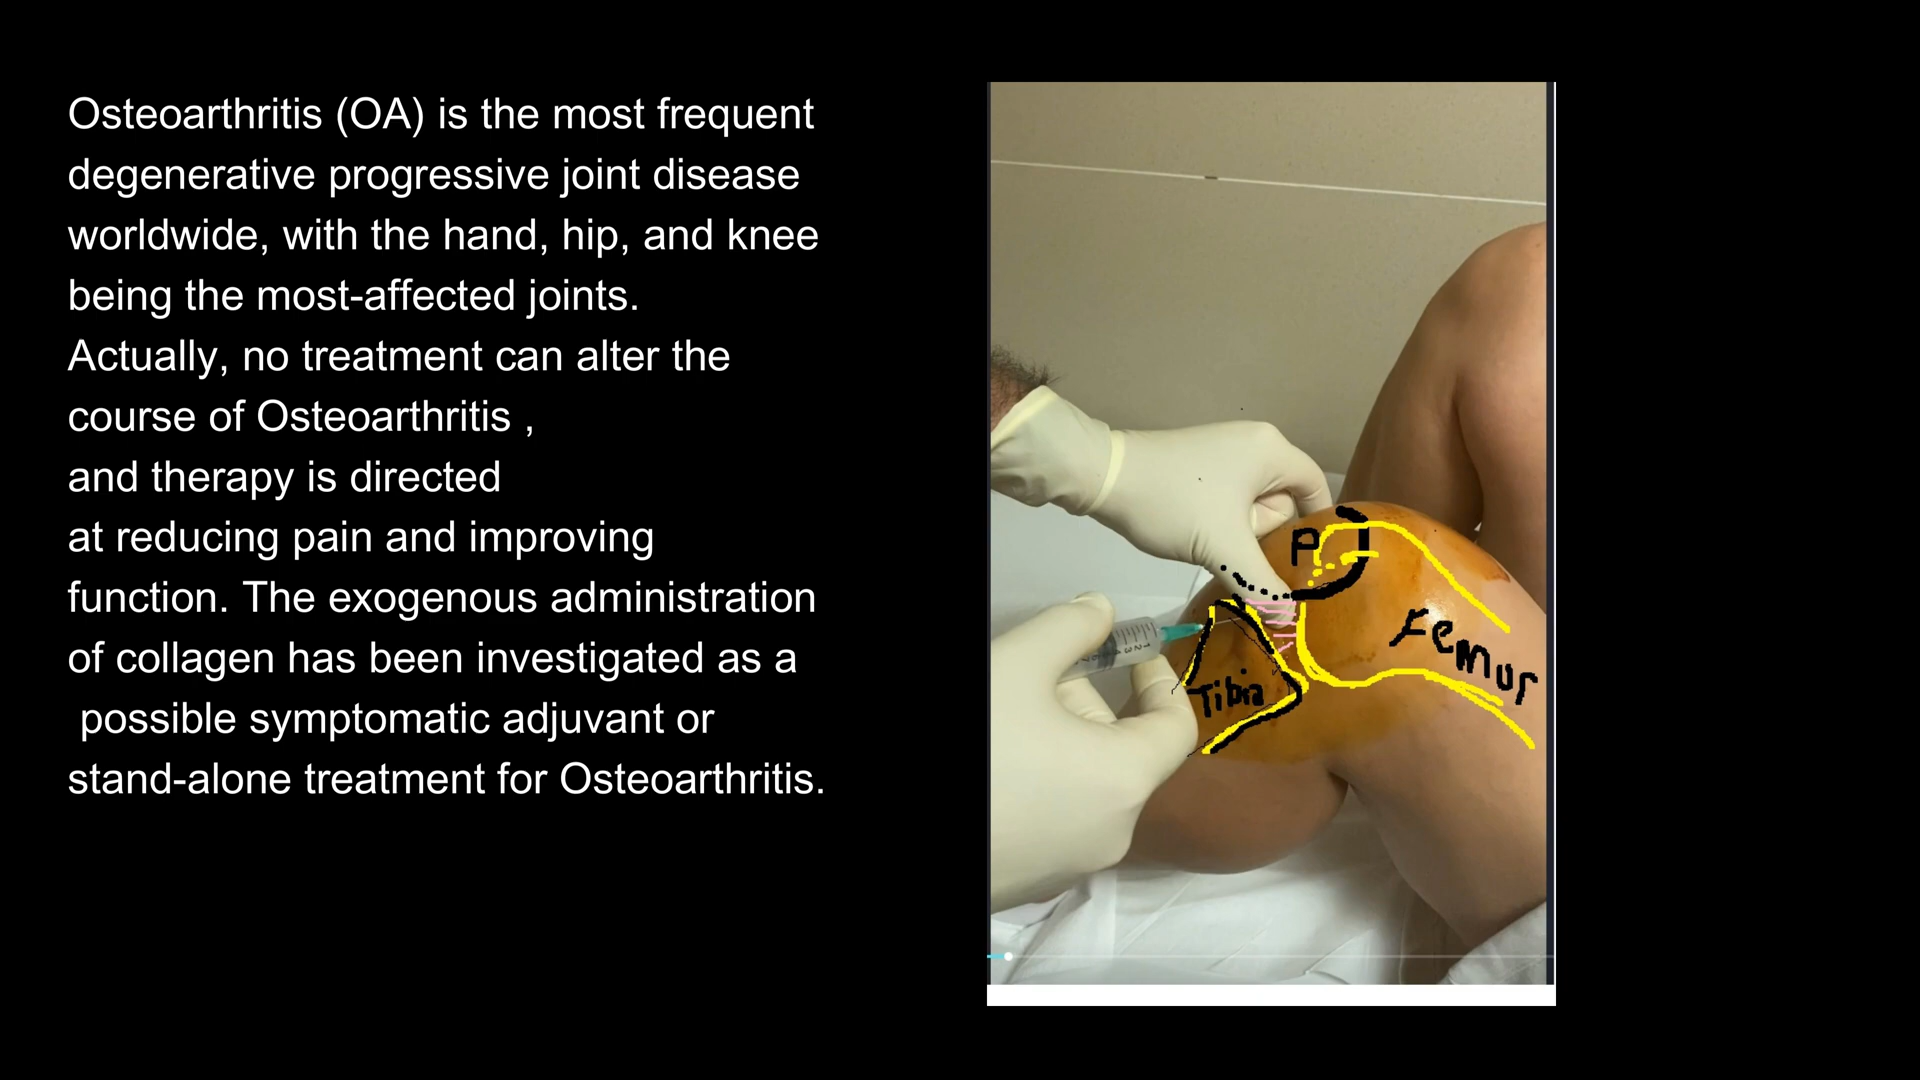 Osteoarthritis (OA) is the most frequent
degenerative progressive joint disease
worldwide, with the hand, hip, and knee
being the most-affected joints.
Actually, no treatment can alter the
course of Osteoarthritis ,
and therapy is directed
at reducing pain and improving
function. The exogenous administration
of collagen has been investigated as a
possible symptomatic adjuvant or
stand-alone treatment for Osteoarthritis.
P
Femur
Tibia